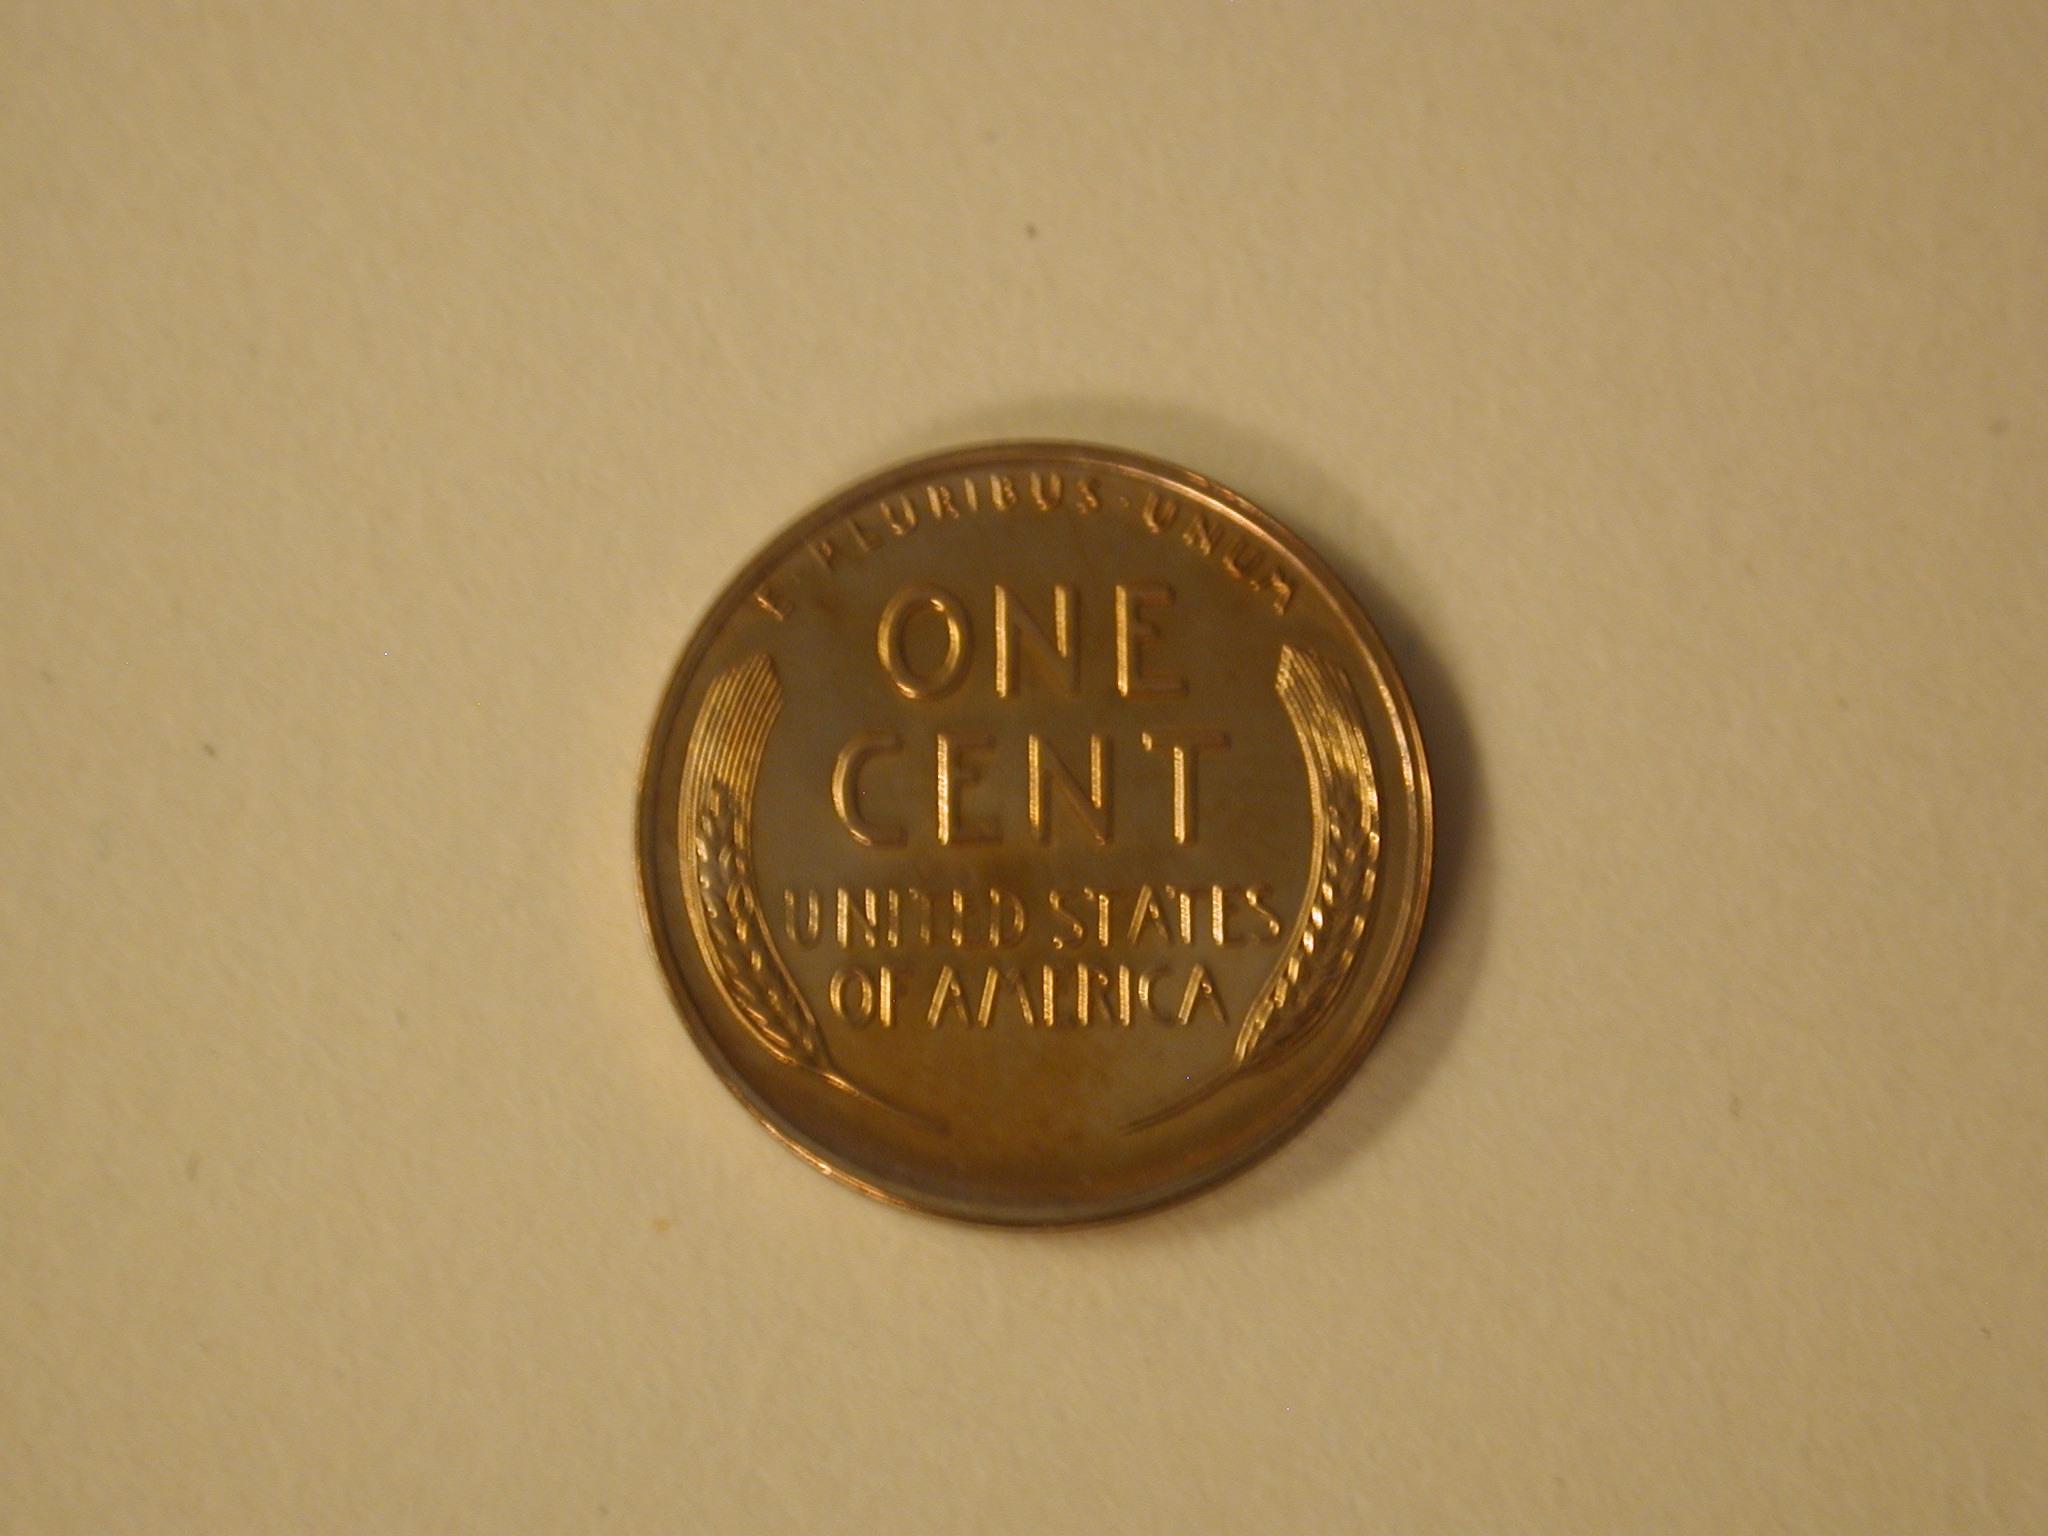 E · PLURIBUS · UNUM
ONE
CENT
UNITED STATES
OF AMERICA